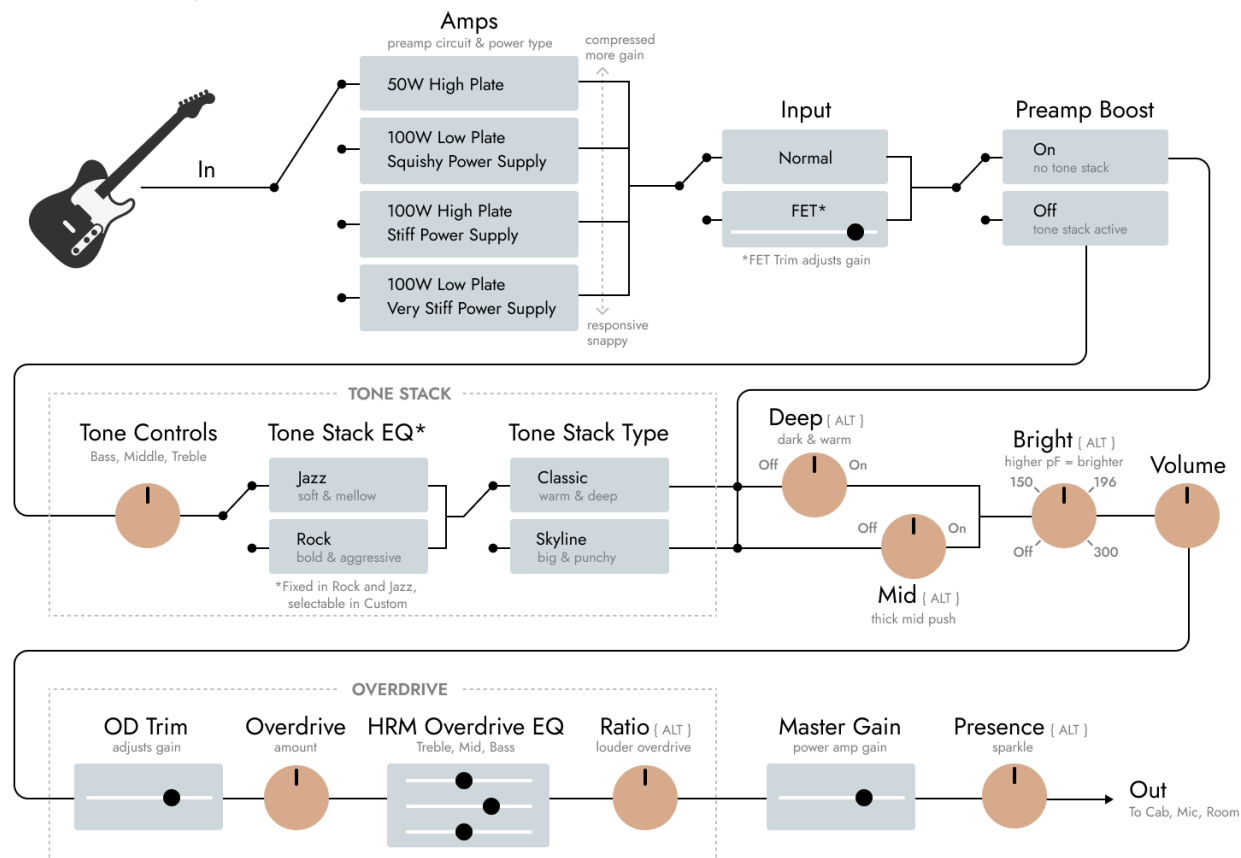 Amps
preamp circuit & power type
compressed
more gain
50W High Plate
100W Low Plate
Squishy Power Supply
100W High Plate
Stiff Power Supply
100W Low Plate
Very Stiff Power Supply
responsive
snappy
In
Input
Normal
FET*
*FET Trim adjusts gain
Preamp Boost
On
no tone stack
Off
tone stack active
TONE STACK
Tone Controls
Bass, Middle, Treble
Tone Stack EQ*
Jazz
soft & mellow
Rock
bold & aggressive
*Fixed in Rock and Jazz,
selectable in Custom
Tone Stack Type
Classic
warm & deep
Skyline
big & punchy
Deep { ALT }
dark & warm
Off On
Off On
Mid { ALT }
thick mid push
Bright { ALT }
higher pF = brighter
150 196
Off 300
Volume
OVERDRIVE
OD Trim
adjusts gain
Overdrive
amount
HRM Overdrive EQ
Treble, Mid, Bass
Ratio { ALT }
louder overdrive
Master Gain
power amp gain
Presence { ALT }
sparkle
Out
To Cab, Mic, Room